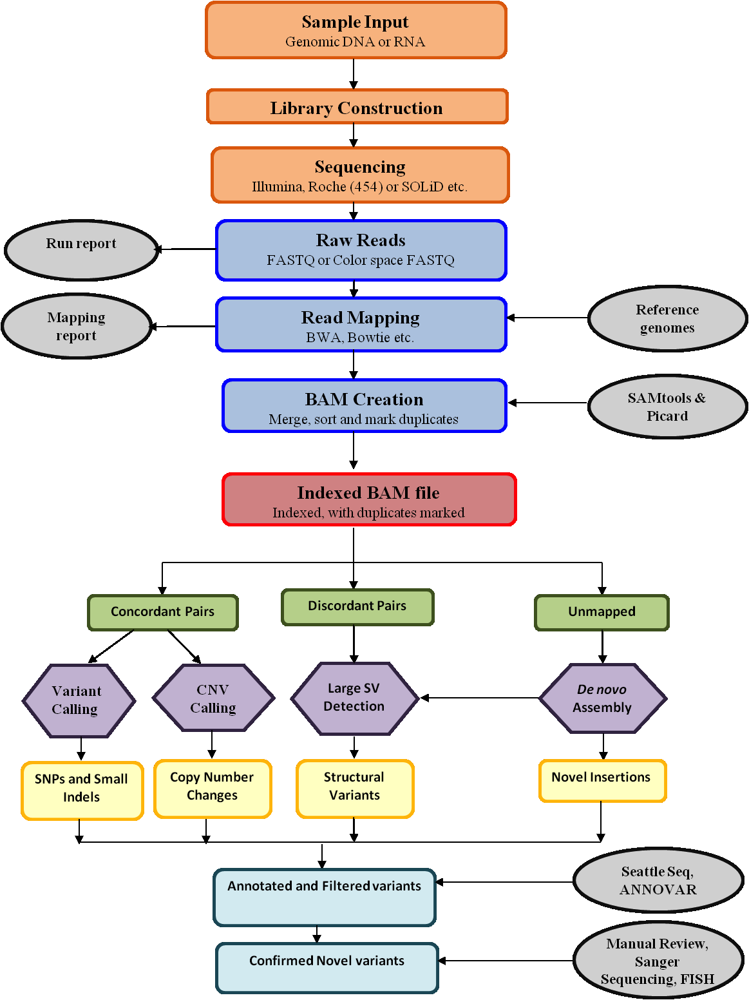 Sample Input
Genomic DNA or RNA
Library Construction
Sequencing
Illumina, Roche (454) or SOLiD etc.
Run report
Raw Reads
FASTQ or Color space FASTQ
Mapping
report
Read Mapping
BWA, Bowtie etc.
Reference
genomes
BAM Creation
Merge, sort and mark duplicates
SAMtools &
Picard
Indexed BAM file
Indexed, with duplicates marked
Concordant Pairs
Discordant Pairs
Unmapped
Variant
Calling
CNV
Calling
Large SV
Detection
De novo
Assembly
SNPs and Small
Indels
Copy Number
Changes
Structural
Variants
Novel Insertions
Annotated and Filtered variants
Seattle Seq,
ANNOVAR
Confirmed Novel variants
Manual Review,
Sanger
Sequencing, FISH